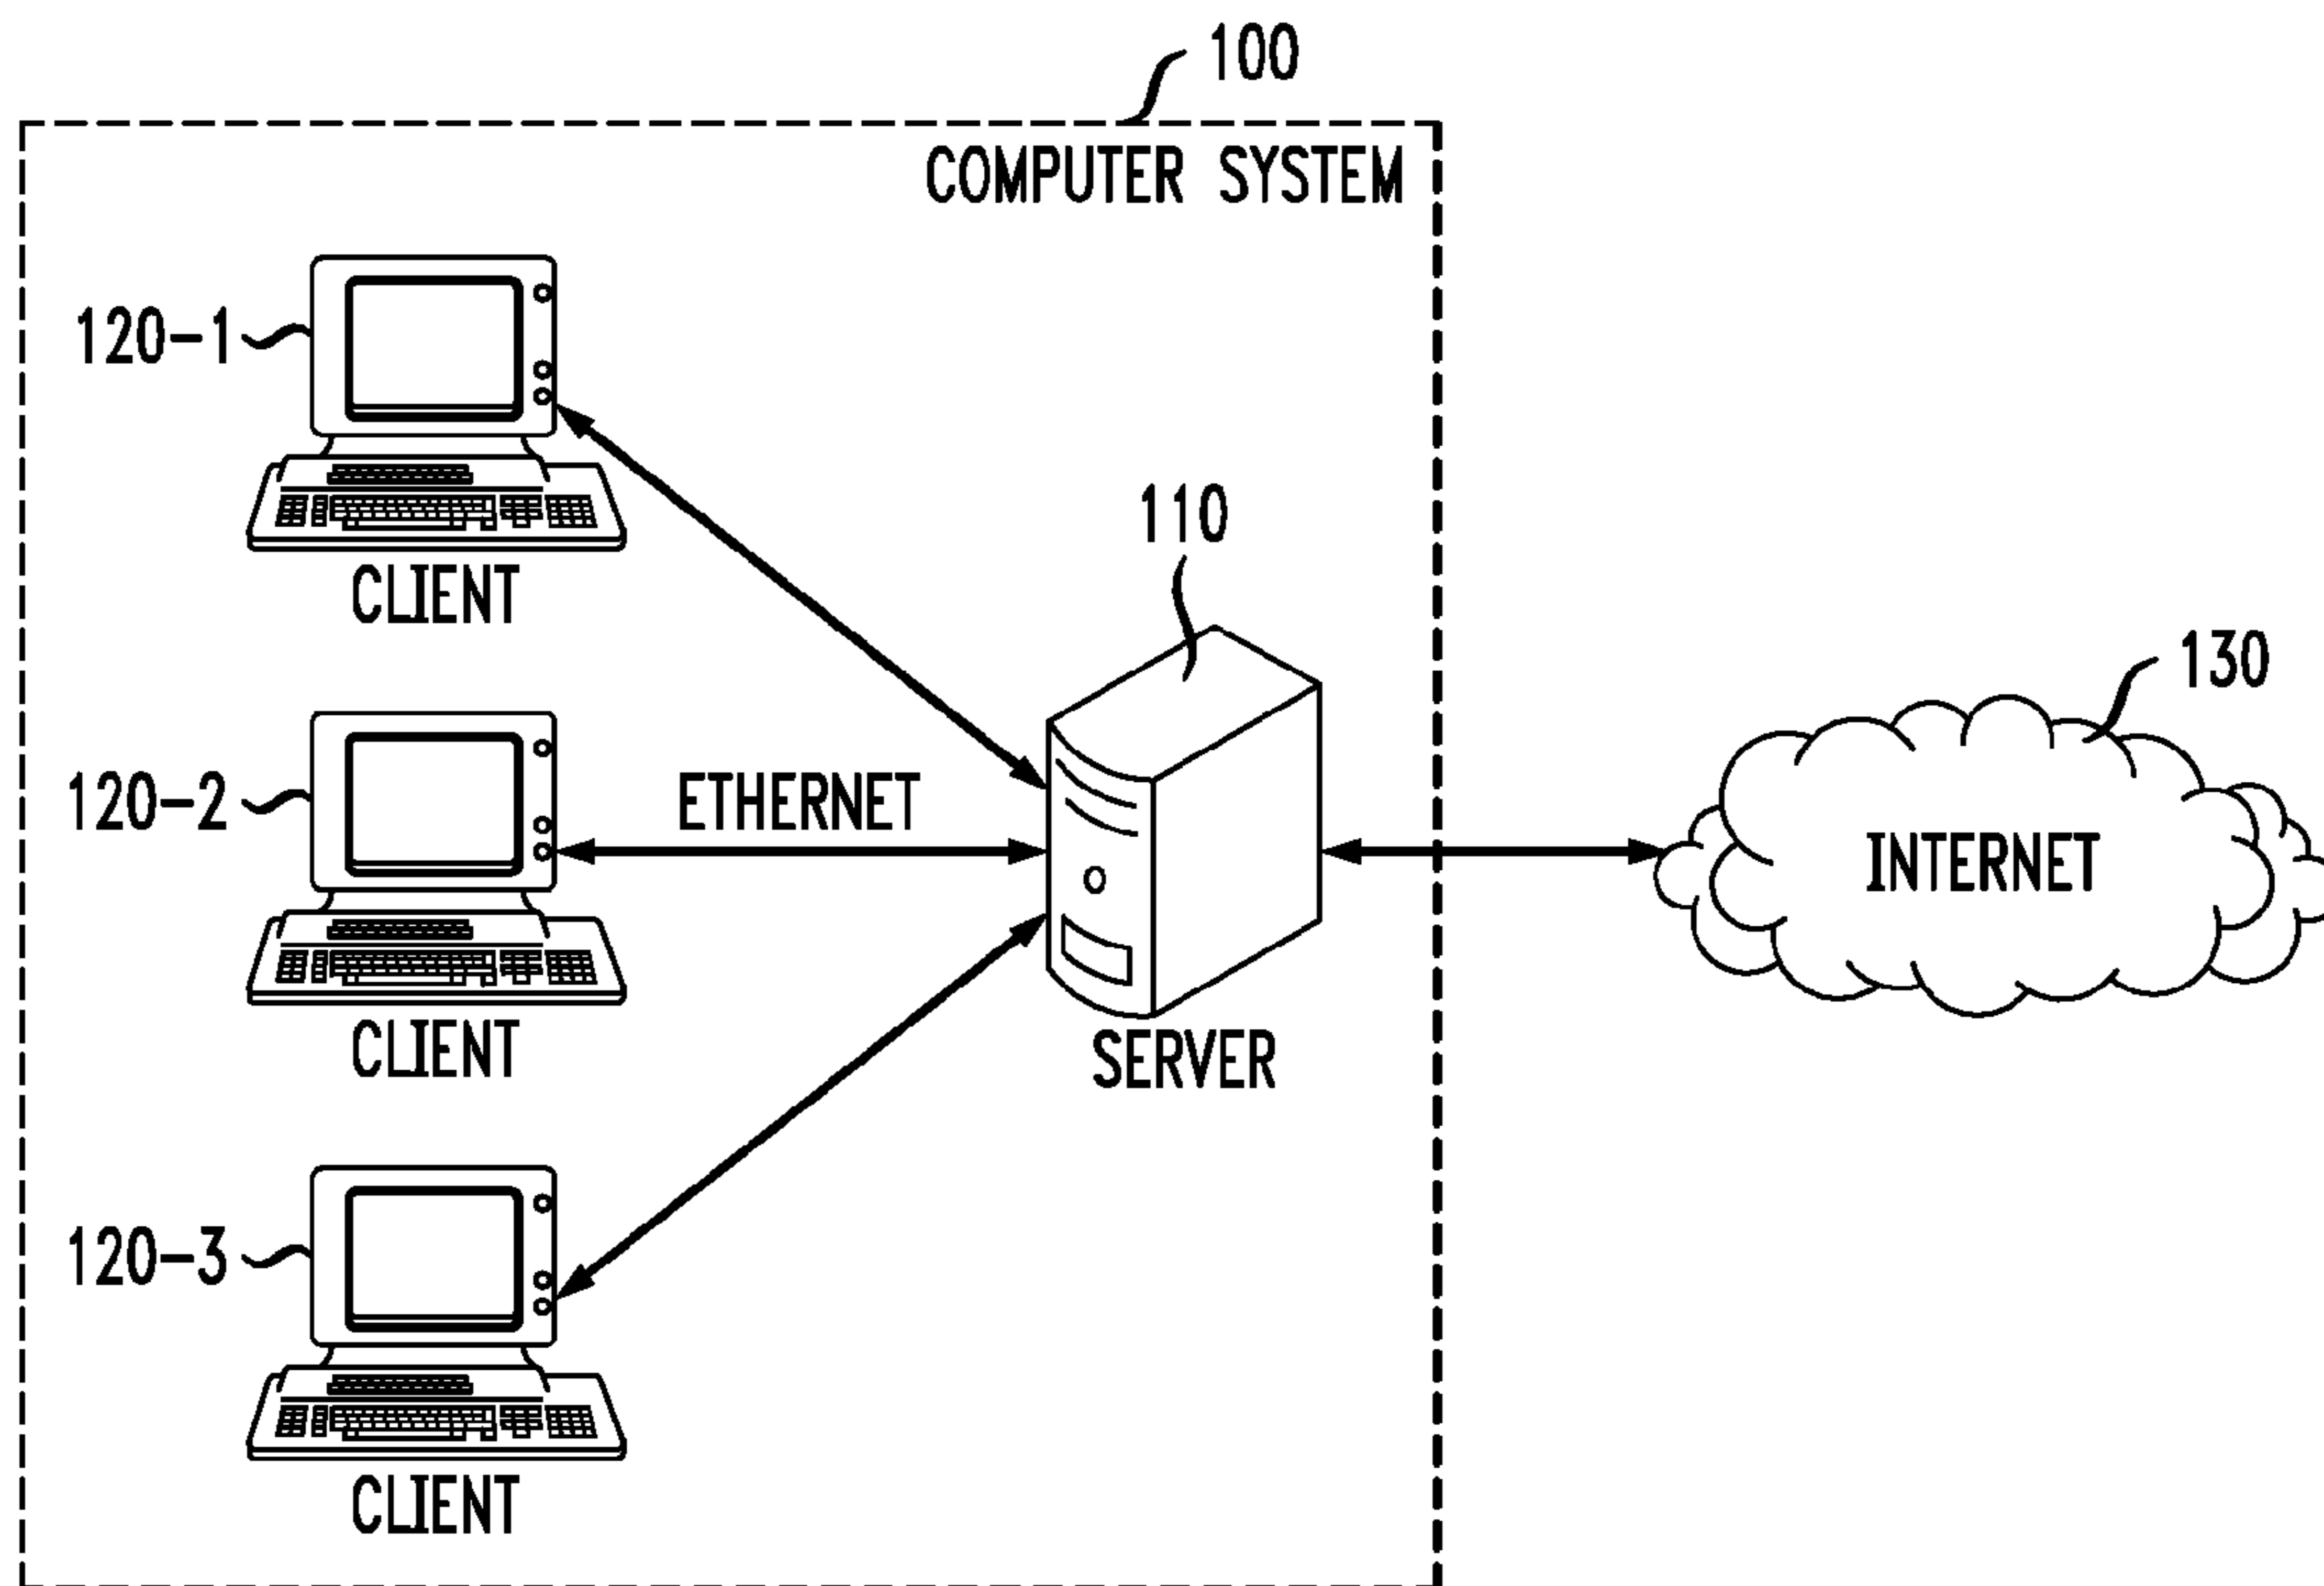 100
COMPUTER SYSTEM
120-1
CLIENT
110
130
120-2
ETHERNET
INTERNET
CLIENT
SERVER
120-3
CLIENT